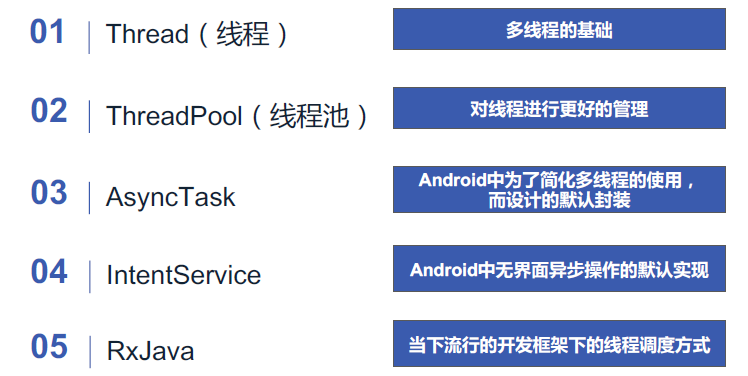 01 Thread（线程） 多线程的基础
02 ThreadPool（线程池） 对线程进行更好的管理
03 AsyncTask Android中为了简化多线程的使用，
而设计的默认封装
04 IntentService Android中无界面异步操作的默认实现
05 RxJava 当下流行的开发框架下的线程调度方式